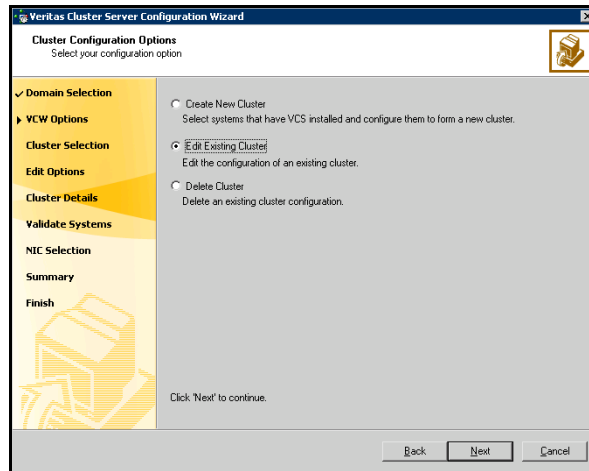 Veritas Cluster Server Configuration Wizard
Cluster Configuration Options
Select your configuration option
Domain Selection
VCW Options
Cluster Selection
Edit Options
Cluster Details
Validate Systems
NIC Selection
Summary
Finish
Create New Cluster
Select systems that have VCS installed and configure them to form a new cluster.
Edit Existing Cluster
Edit the configuration of an existing cluster.
Delete Cluster
Delete an existing cluster configuration.
Click 'Next' to continue.
Back
Next
Cancel